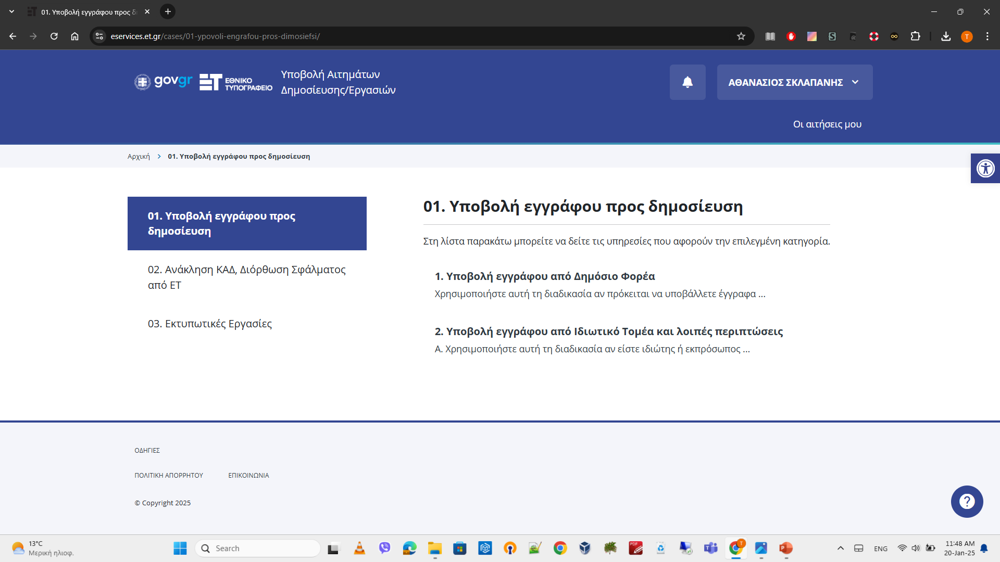 01. Υποβολή εγγράφου προς δι
eservices.et.gr/cases/01-ypovoli-engrafou-pros-dimosiefsi/
T
govgr
ΕΘΝΙΚΟ
ΤΥΠΟΓΡΑΦΕΙΟ
Υποβολή Αιτημάτων
Δημοσίευσης/Εργασιών
ΑΘΑΝΑΣΙΟΣ ΣΚΛΑΠΑΝΗΣ
Οι αιτήσεις μου
Αρχική
01. Υποβολή εγγράφου προς δημοσίευση
01. Υποβολή εγγράφου προς
δημοσίευση
02. Ανάκληση ΚΑΔ, Διόρθωση Σφάλματος
από ΕΤ
03. Εκτυπωτικές Εργασίες
01. Υποβολή εγγράφου προς δημοσίευση
Στη λίστα παρακάτω μπορείτε να δείτε τις υπηρεσίες που αφορούν την επιλεγμένη κατηγορία.
1. Υποβολή εγγράφου από Δημόσιο Φορέα
Χρησιμοποιήστε αυτή τη διαδικασία αν πρόκειται να υποβάλλετε έγγραφα ...
2. Υποβολή εγγράφου από Ιδιωτικό Τομέα και λοιπές περιπτώσεις
Α. Χρησιμοποιήστε αυτή τη διαδικασία αν είστε ιδιώτης ή εκπρόσωπος ...
ΟΔΗΓΙΕΣ
ΠΟΛΙΤΙΚΗ ΑΠΟΡΡΗΤΟΥ
ΕΠΙΚΟΙΝΩΝΙΑ
© Copyright 2025
13°C
Μερική ηλιοφ.
Search
ENG
11:48 AM
20-Jan-25